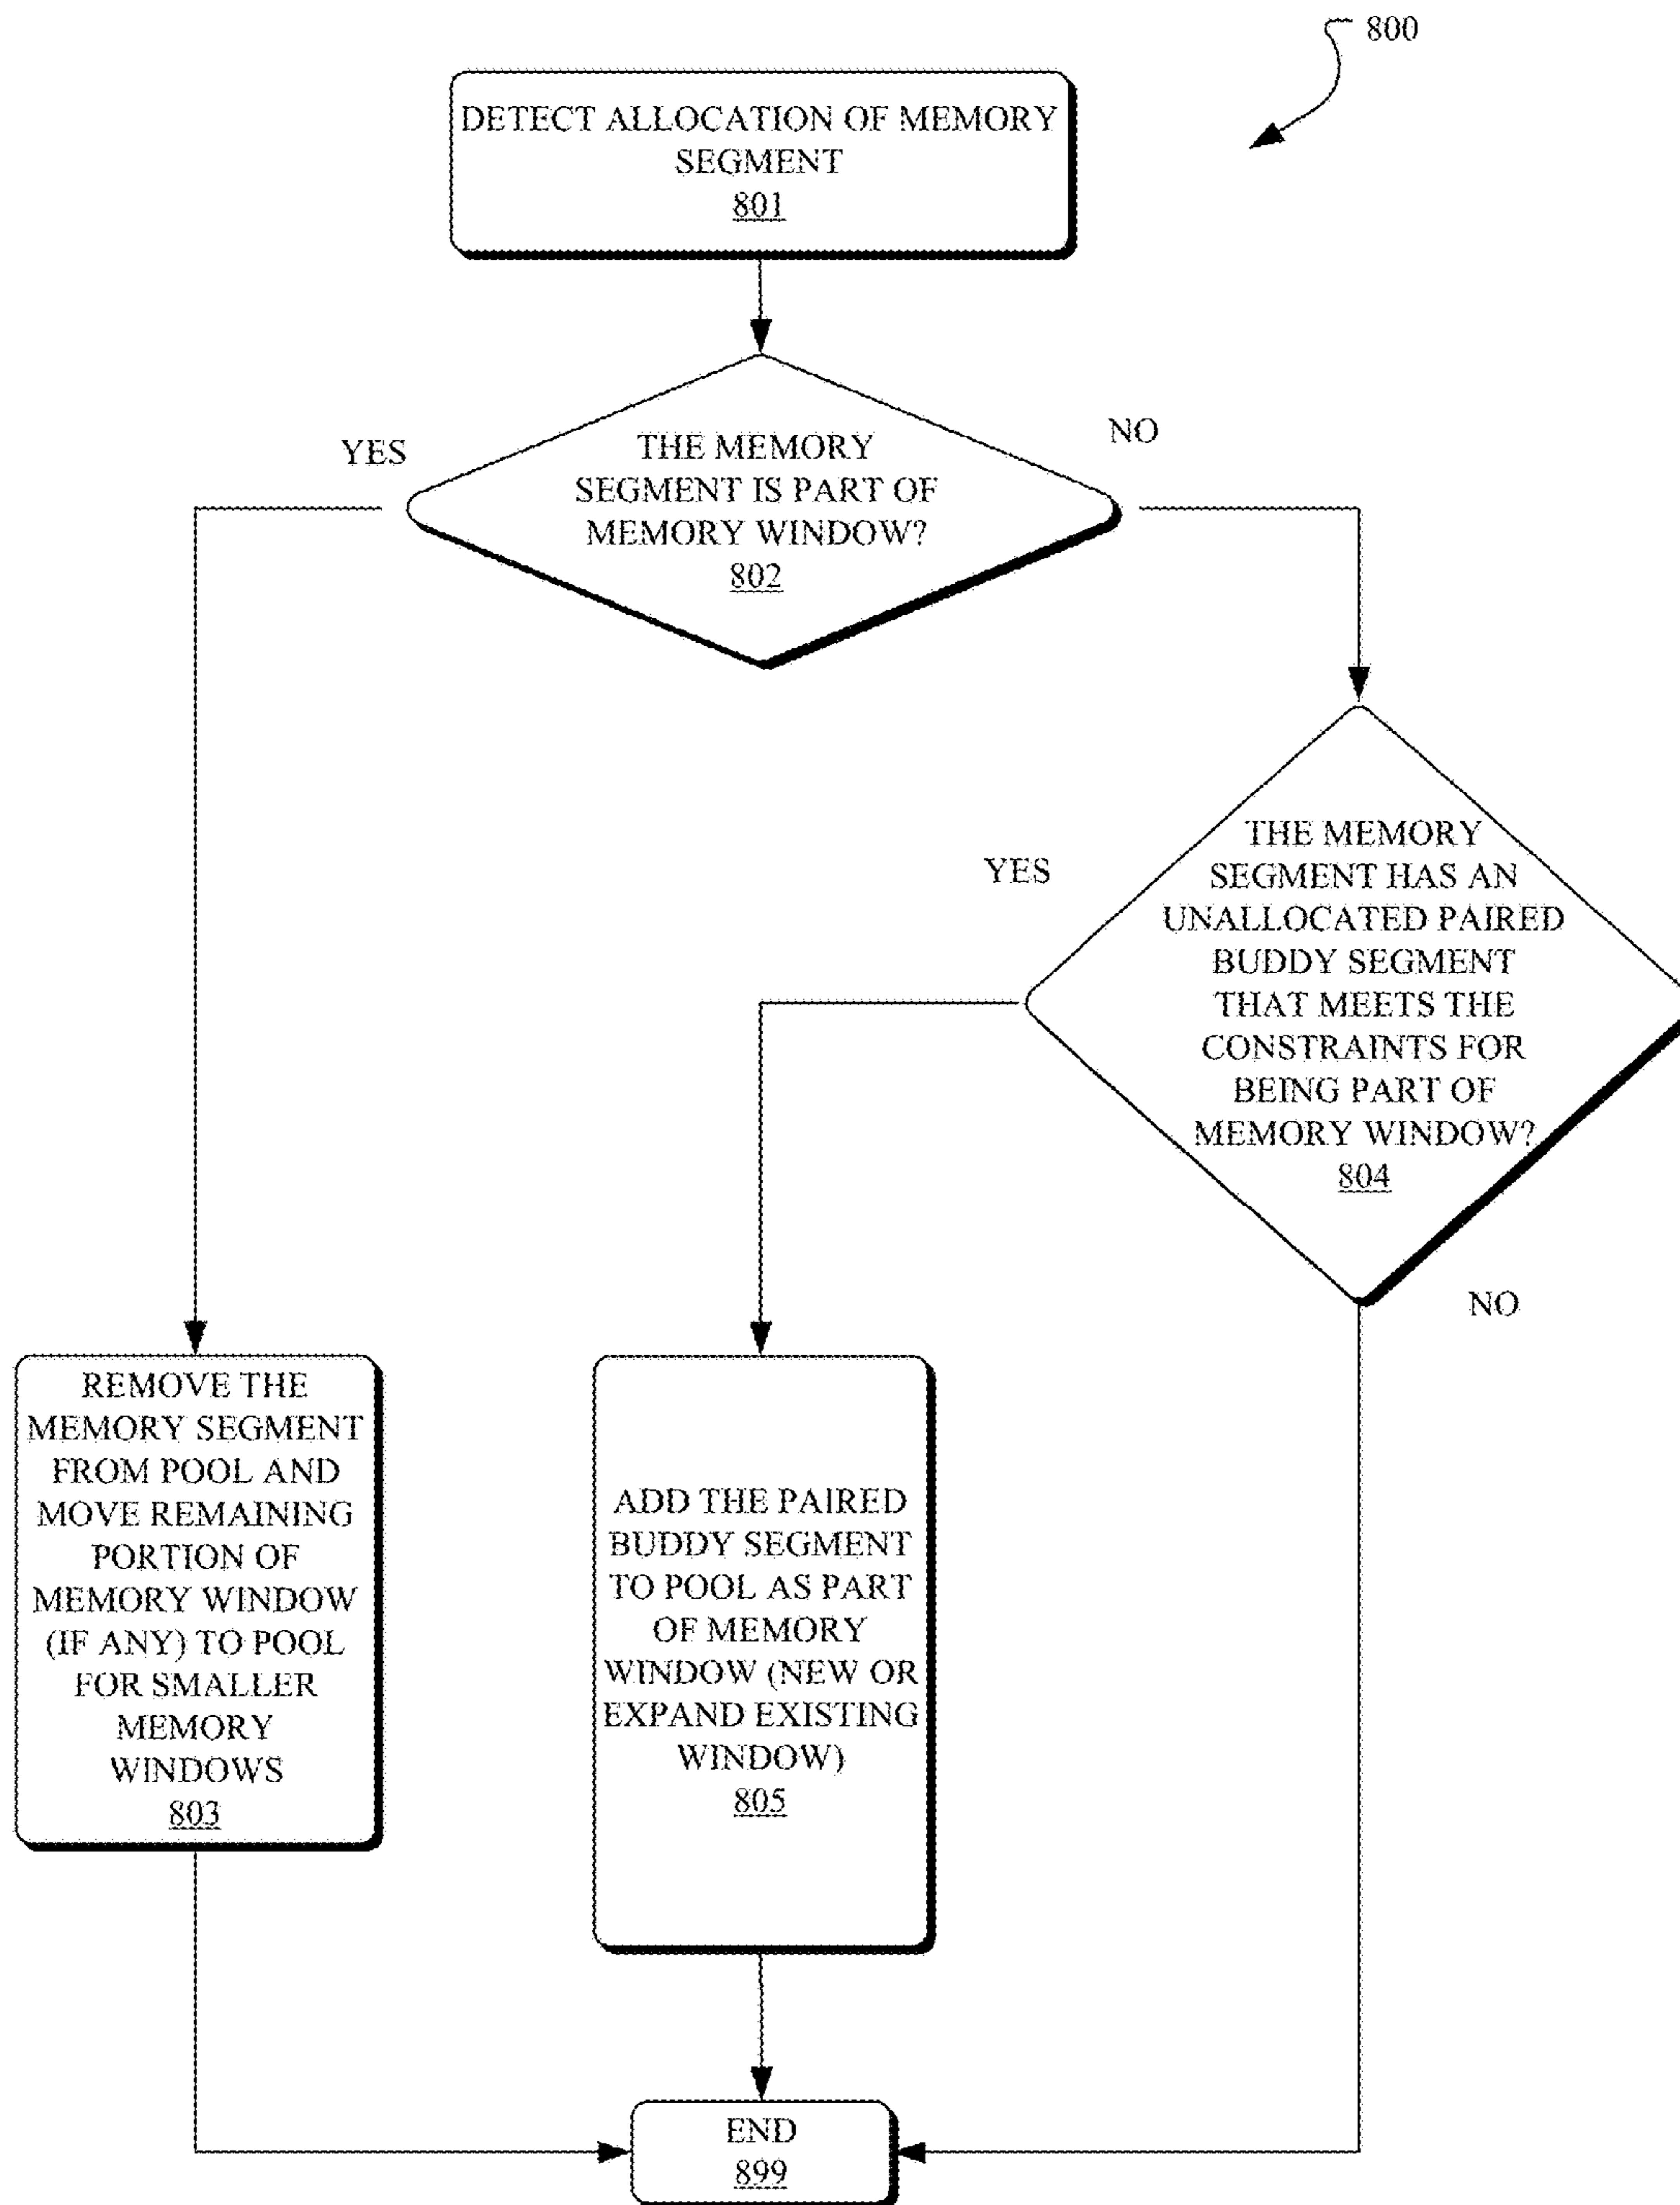 800
DETECT ALLOCATION OF MEMORY
SEGMENT
801
YES
NO
THE MEMORY
SEGMENT IS PART OF
MEMORY WINDOW?
802
YES
THE MEMORY
SEGMENT HAS AN
UNALLOCATED PAIRED
BUDDY SEGMENT
THAT MEETS THE
CONSTRAINTS FOR
BEING PART OF
MEMORY WINDOW?
804
NO
REMOVE THE
MEMORY SEGMENT
FROM POOL AND
MOVE REMAINING
PORTION OF
MEMORY WINDOW
(IF ANY) TO POOL
FOR SMALLER
MEMORY
WINDOWS
803
ADD THE PAIRED
BUDDY SEGMENT
TO POOL AS PART
OF MEMORY
WINDOW (NEW OR
EXPAND EXISTING
WINDOW)
805
END
899